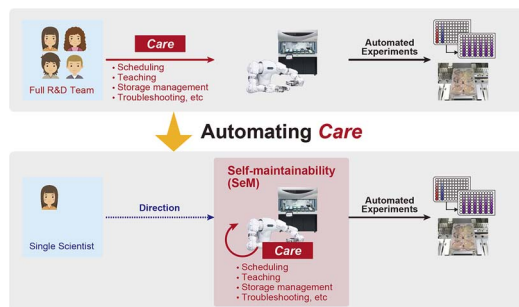 Care
• Scheduling
• Teaching
• Storage management
• Troubleshooting, etc
Full R&D Team
Automated
Experiments
Automating Care
Self-maintainability
(SeM)
Single Scientist
Direction
Care
• Scheduling
• Teaching
• Storage management
• Troubleshooting, etc
Automated
Experiments